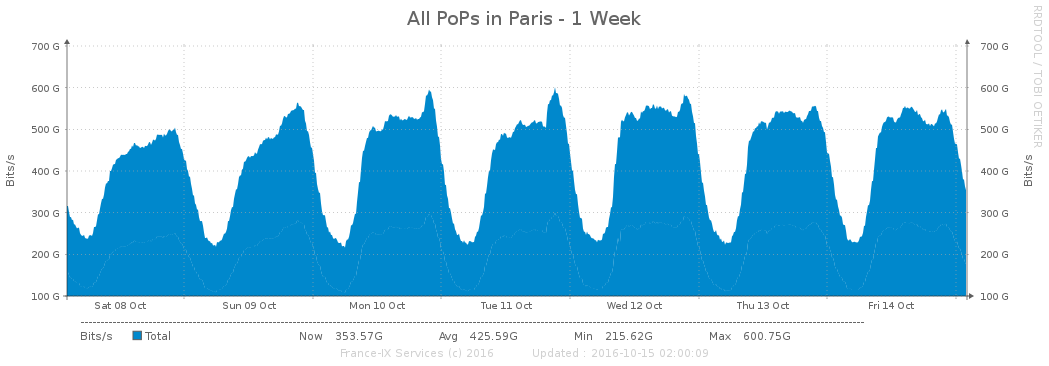 All PoPs in Paris - 1 Week
RRDTOOL / TOBI OETIKER
700 G 700 G
600 G 600 G
500 G 500 G
400 G 400 G
300 G 300 G
200 G 200 G
100 G 100 G
Bits/s Bits/s
Sat 08 Oct Sun 09 Oct Mon 10 Oct Tue 11 Oct Wed 12 Oct Thu 13 Oct Fri 14 Oct
Bits/s Total Now 353.57G Avg 425.59G Min 215.62G Max 600.75G
France-IX Services (c) 2016 Updated : 2016-10-15 02:00:09